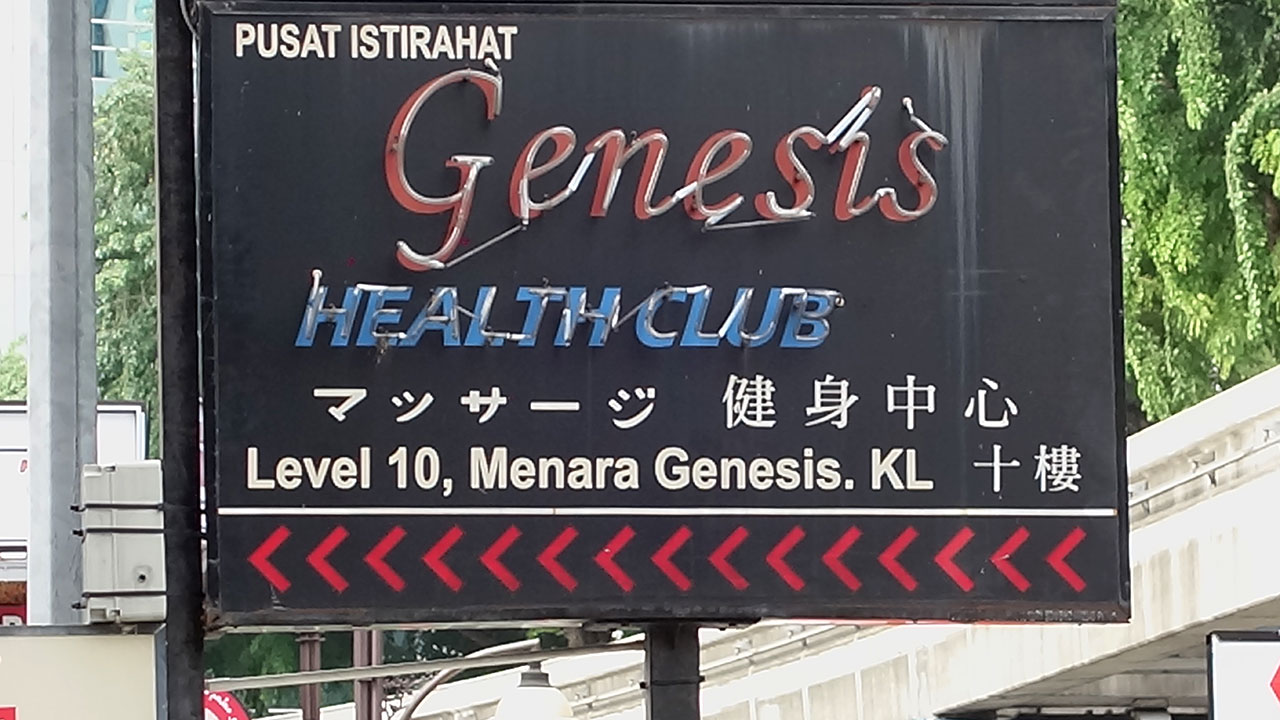 PUSAT ISTIRAHAT
Genesis
HEALTH CLUB
マッサージ 健身中心
Level 10, Menara Genesis. KL 十樓